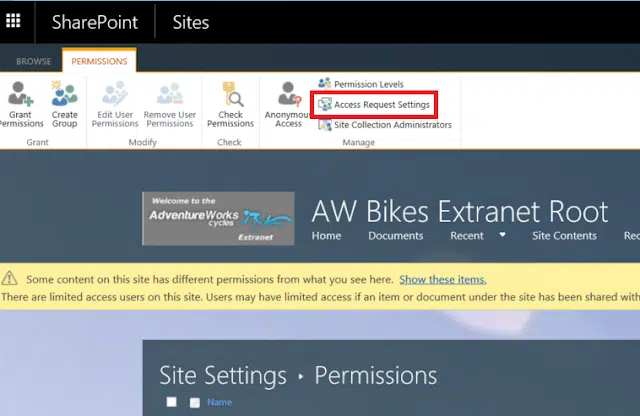 SharePoint Sites
BROWSE PERMISSIONS
Permission Levels
Grant Permissions
Create Group
Edit User Permissions
Remove User Permissions
Check Permissions
Anonymous Access
Access Request Settings
Site Collection Administrators
Grant Modify Check Manage
Welcome to the
AdventureWorks
cycles
Extranet
AW Bikes Extranet Root
Home Documents Recent Site Contents Rec
Some content on this site has different permissions from what you see here. Show these items.
There are limited access users on this site. Users may have limited access if an item or document under the site has been shared with
Site Settings ▸ Permissions
Name